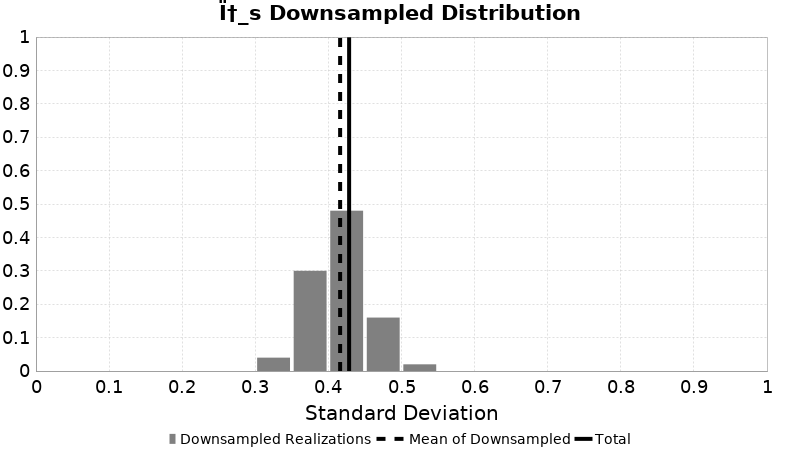 Ï†_s Downsampled Distribution
1
0.9
0.8
0.7
0.6
0.5
0.4
0.3
0.2
0.1
0
0 0.1 0.2 0.3 0.4 0.5 0.6 0.7 0.8 0.9 1
Standard Deviation
Downsampled Realizations Mean of Downsampled Total